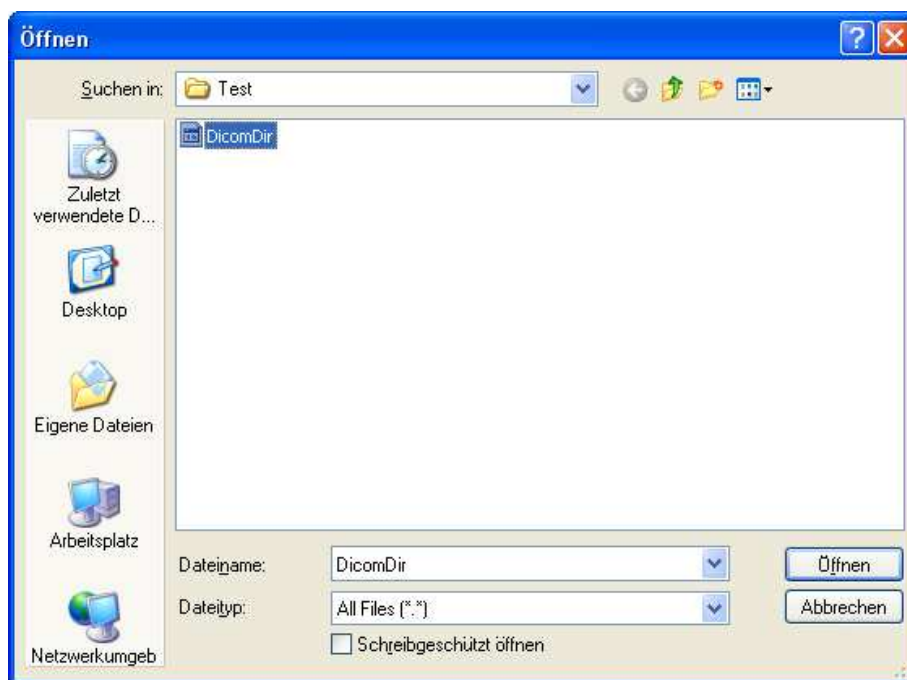 Öffnen
Suchen in:
Test
DicomDir
Zuletzt
verwendete D...
Desktop
Eigene Dateien
Arbeitsplatz
Netzwerkumgeb
Dateiname:
DicomDir
Öffnen
Dateityp:
All Files (*.*)
Abbrechen
Schreibgeschützt öffnen